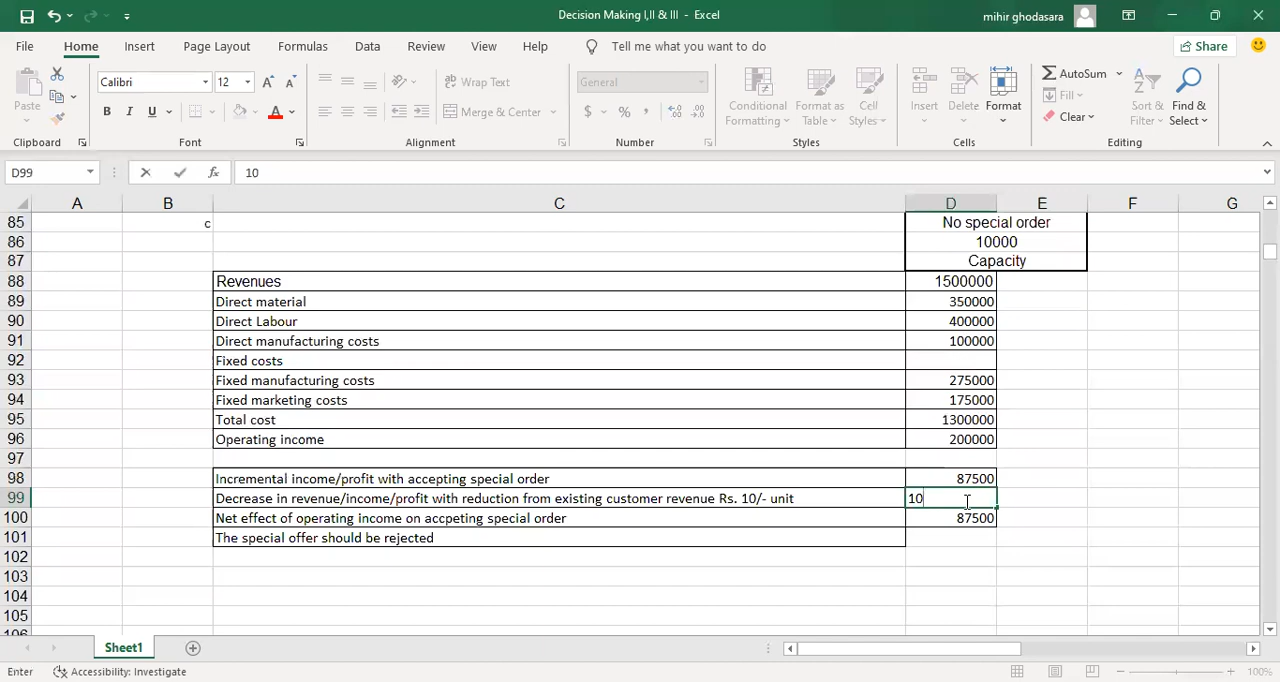 Decision Making I,II & III - Excel
mihir ghodasara
File Home Insert Page Layout Formulas Data Review View Help Tell me what you want to do Share
Paste
Clipboard
Calibri 12
B I U A
Font
Wrap Text
Merge & Center
Alignment
General
$ %
Number
Conditional Formatting
Format as Table
Cell Styles
Styles
Insert Delete Format
Cells
AutoSum
Fill
Clear
Sort & Filter
Find & Select
Editing
D99 fx 10
A B C D E F G
85 c No special order
86 10000
87 Capacity
88 Revenues 1500000
89 Direct material 350000
90 Direct Labour 400000
91 Direct manufacturing costs 100000
92 Fixed costs
93 Fixed manufacturing costs 275000
94 Fixed marketing costs 175000
95 Total cost 1300000
96 Operating income 200000
97
98 Incremental income/profit with accepting special order 87500
99 Decrease in revenue/income/profit with reduction from existing customer revenue Rs. 10/- unit 10
100 Net effect of operating income on accpeting special order 87500
101 The special offer should be rejected
102
103
104
105
106
Sheet1
Enter Accessibility: Investigate 100%